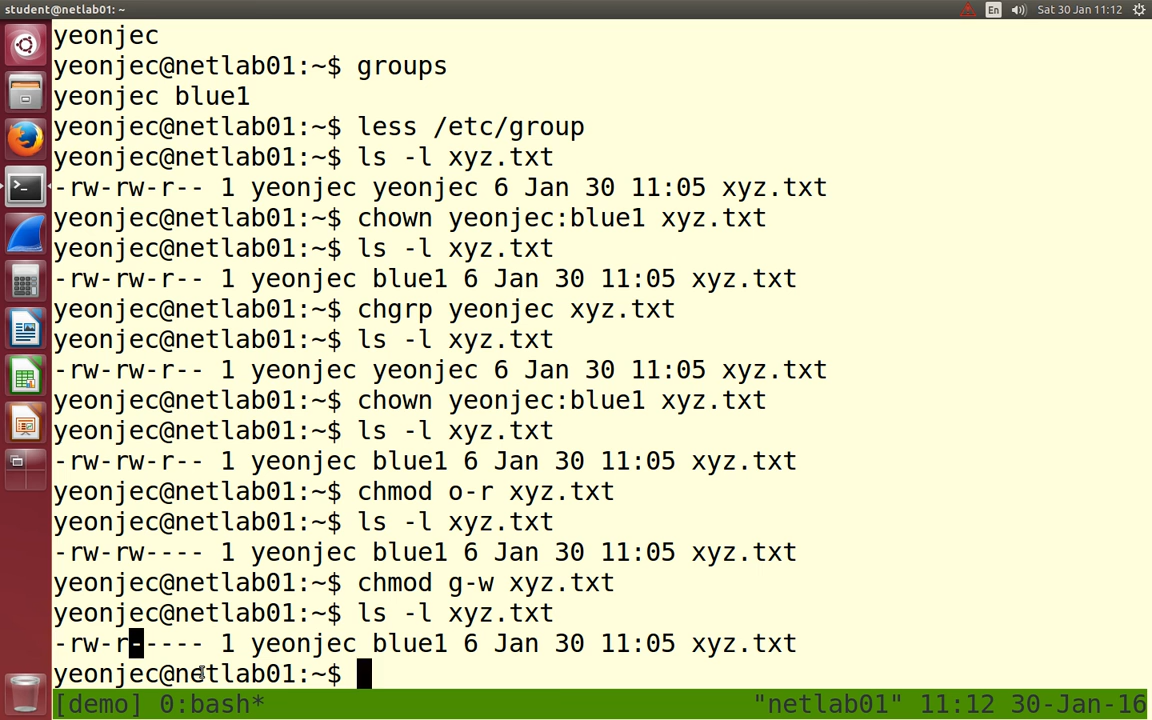 student@netlab01: ~
En
Sat 30 Jan 11:12
yeonjec
yeonjec@netlab01:~$ groups
yeonjec blue1
yeonjec@netlab01:~$ less /etc/group
yeonjec@netlab01:~$ ls -l xyz.txt
-rw-rw-r-- 1 yeonjec yeonjec 6 Jan 30 11:05 xyz.txt
yeonjec@netlab01:~$ chown yeonjec:blue1 xyz.txt
yeonjec@netlab01:~$ ls -l xyz.txt
-rw-rw-r-- 1 yeonjec blue1 6 Jan 30 11:05 xyz.txt
yeonjec@netlab01:~$ chgrp yeonjec xyz.txt
yeonjec@netlab01:~$ ls -l xyz.txt
-rw-rw-r-- 1 yeonjec yeonjec 6 Jan 30 11:05 xyz.txt
yeonjec@netlab01:~$ chown yeonjec:blue1 xyz.txt
yeonjec@netlab01:~$ ls -l xyz.txt
-rw-rw-r-- 1 yeonjec blue1 6 Jan 30 11:05 xyz.txt
yeonjec@netlab01:~$ chmod o-r xyz.txt
yeonjec@netlab01:~$ ls -l xyz.txt
-rw-rw---- 1 yeonjec blue1 6 Jan 30 11:05 xyz.txt
yeonjec@netlab01:~$ chmod g-w xyz.txt
yeonjec@netlab01:~$ ls -l xyz.txt
-rw-r----- 1 yeonjec blue1 6 Jan 30 11:05 xyz.txt
yeonjec@netlab01:~$
[demo] 0:bash* "netlab01" 11:12 30-Jan-16